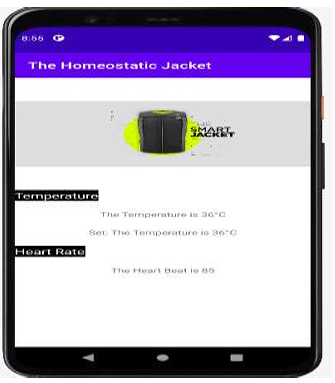 8:55
The Homeostatic Jacket
SMART
JACKET
Temperature
The Temperature is 36°C
Set: The Temperature is 36°C
Heart Rate
The Heart Beat is 85